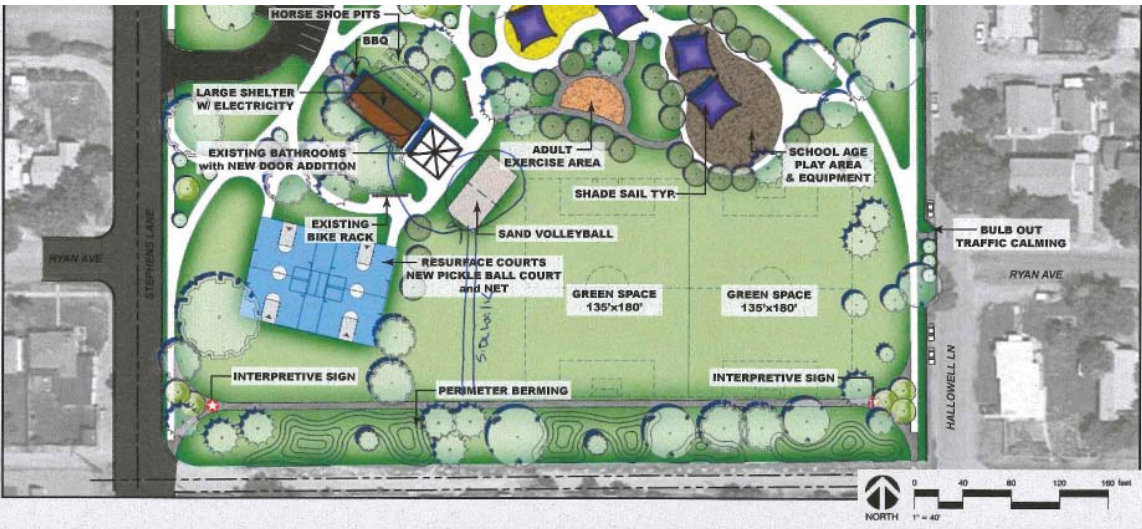 HORSE SHOE PITS
BBQ
LARGE SHELTER
W/ ELECTRICITY
EXISTING BATHROOMS
with NEW DOOR ADDITION
ADULT
EXERCISE AREA
SCHOOL AGE
PLAY AREA
& EQUIPMENT
SHADE SAIL TYP.
EXISTING
BIKE RACK
SAND VOLLEYBALL
BULB OUT
TRAFFIC CALMING
RYAN AVE
STEPHENS LANE
RESURFACE COURTS
NEW PICKLE BALL COURT
and NET
RYAN AVE
GREEN SPACE
135'x180'
GREEN SPACE
135'x180'
INTERPRETIVE SIGN
PERIMETER BERMING
INTERPRETIVE SIGN
HALLOWELL LN
NORTH
0 40 80 120 160 feet
1" = 40'